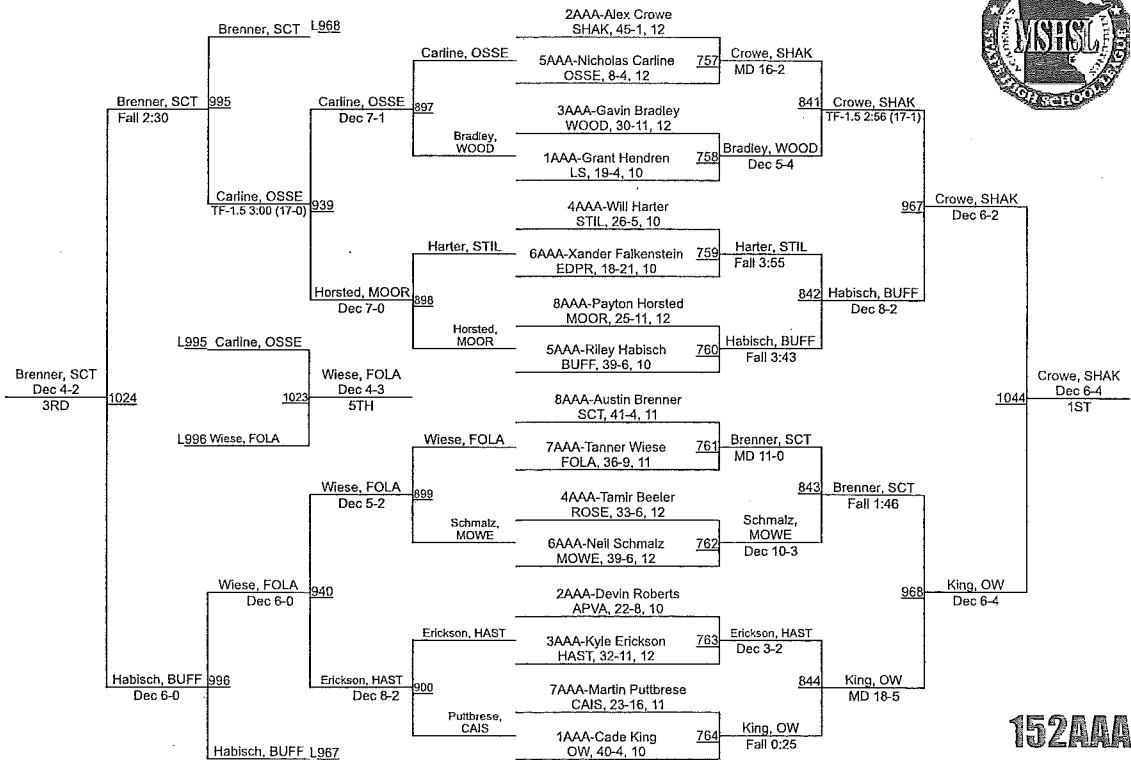 Brenner, SCT L968
Brenner, SCT 995
Fall 2:30
Carline, OSSE
TF-1.5 3:00 (17-0)
Carline, OSSE 897
Dec 7-1
939
Horsted, MOOR 898
Dec 7-0
Carline, OSSE
Bradley,
WOOD
Harter, STIL
Horsted,
MOOR
L995 Carline, OSSE
L996 Wiese, FOLA
1023
Wiese, FOLA
Dec 4-3
5TH
Brenner, SCT
Dec 4-2
3RD
1024
Wiese, FOLA
Schmalz,
MOWE
Wiese, FOLA 899
Dec 5-2
Wiese, FOLA 940
Dec 6-0
Erickson, HAST
Puttbrese,
CAIS
Erickson, HAST 900
Dec 8-2
Habisch, BUFF 996
Dec 6-0
Habisch, BUFF L967
2AAA-Alex Crowe
SHAK, 45-1, 12
5AAA-Nicholas Carline 757
OSSE, 8-4, 12
3AAA-Gavin Bradley
WOOD, 30-11, 12
1AAA-Grant Hendren 758
LS, 19-4, 10
4AAA-Will Harter
STIL, 26-5, 10
6AAA-Xander Falkenstein 759
EDPR, 18-21, 10
8AAA-Payton Horsted
MOOR, 25-11, 12
5AAA-Riley Habisch 760
BUFF, 39-6, 10
8AAA-Austin Brenner
SCT, 41-4, 11
7AAA-Tanner Wiese 761
FOLA, 36-9, 11
4AAA-Tamir Beeler
ROSE, 33-6, 12
6AAA-Neil Schmalz 762
MOWE, 39-6, 12
2AAA-Devin Roberts
APVA, 22-8, 10
3AAA-Kyle Erickson 763
HAST, 32-11, 12
7AAA-Martin Puttbrese
CAIS, 23-16, 11
1AAA-Cade King 764
OW, 40-4, 10
Crowe, SHAK
MD 16-2
Bradley, WOOD
Dec 5-4
Harter, STIL
Fall 3:55
Habisch, BUFF
Fall 3:43
Brenner, SCT
MD 11-0
Schmalz,
MOWE
Dec 10-3
Erickson, HAST
Dec 3-2
King, OW
Fall 0:25
841 Crowe, SHAK
TF-1.5 2:56 (17-1)
842 Habisch, BUFF
Dec 8-2
843 Brenner, SCT
Fall 1:46
844 King, OW
MD 18-5
967 Crowe, SHAK
Dec 6-2
968 King, OW
Dec 6-4
1044 Crowe, SHAK
Dec 6-4
1ST
MSHSL
STATE HIGH SCHOOL LEAGUE
152AAA